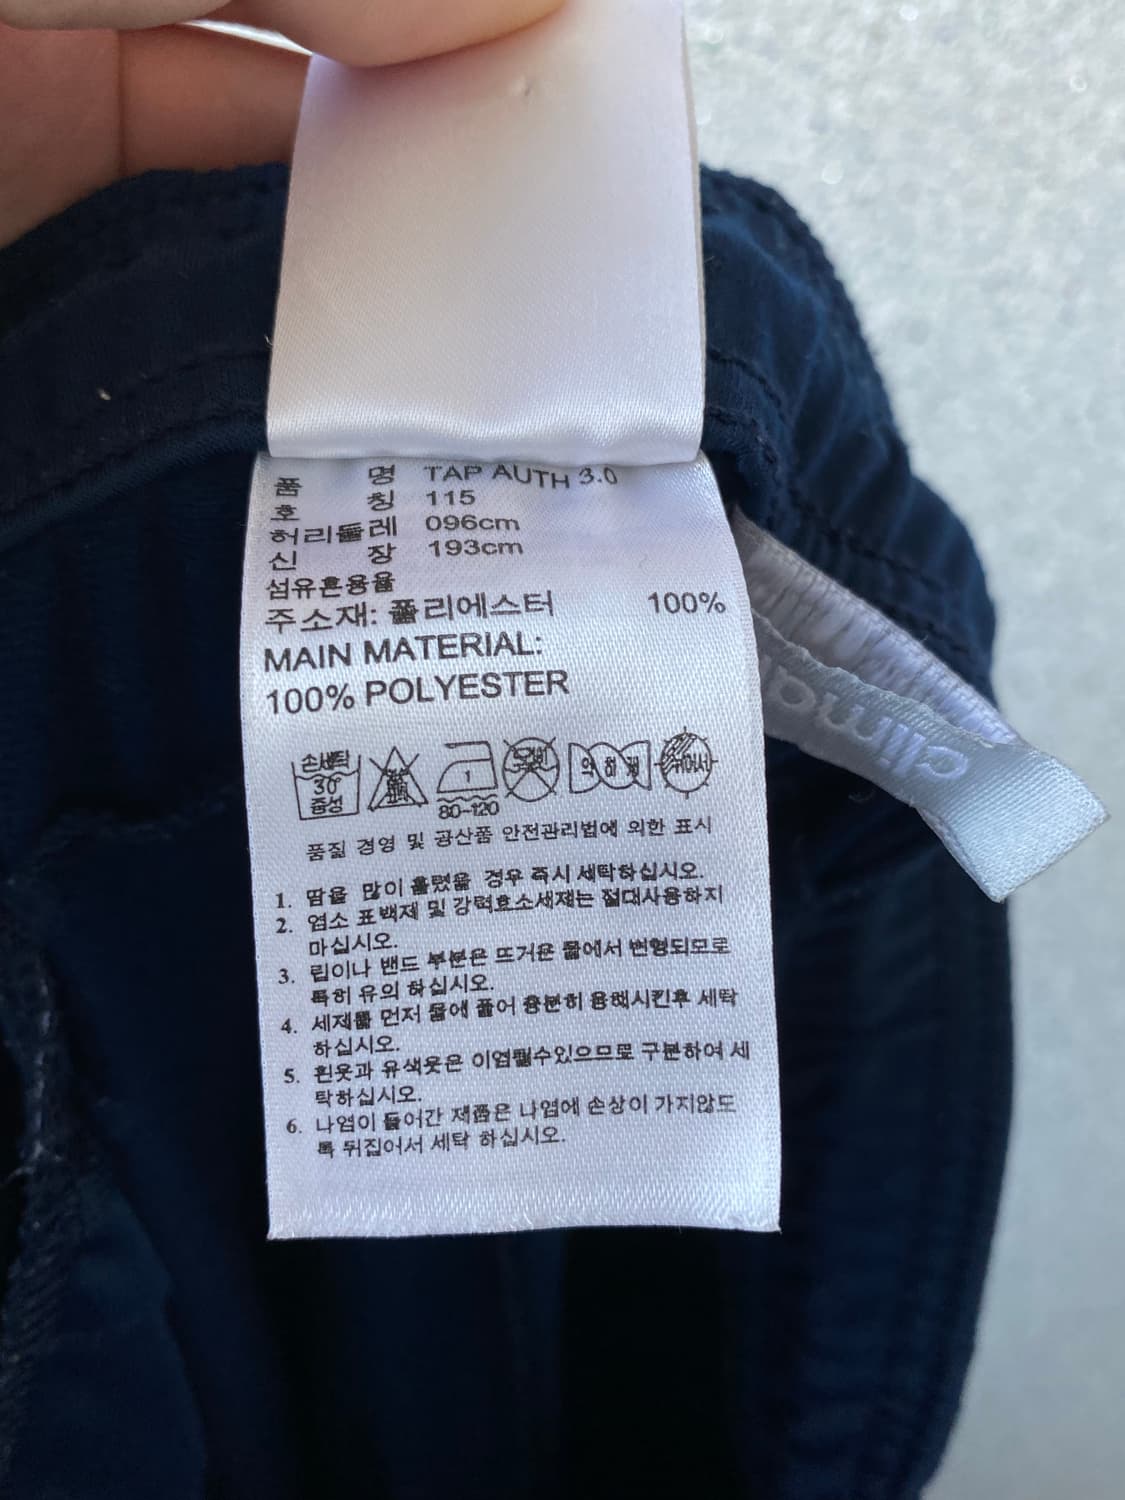 품 명 TAP AUTH 3.0
호 칭 115
허리둘레 096cm
신 장 193cm
섬유혼용율
주소재: 폴리에스터 100%
MAIN MATERIAL:
100% POLYESTER
손세탁
30
중성
80~120
약하게
뉘어서
품질 경영 및 공산품 안전관리법에 의한 표시
1. 땀을 많이 흘렸을 경우 즉시 세탁하십시오.
2. 염소 표백제 및 강력효소세제는 절대사용하지
마십시오.
3. 립이나 밴드 부분은 뜨거운 물에서 변형되므로
특히 유의 하십시오.
4. 세제를 먼저 물에 풀어 충분히 용해시킨후 세탁
하십시오.
5. 흰옷과 유색옷은 이염될수있으므로 구분하여 세
탁하십시오.
6. 나염이 들어간 제품은 나염에 손상이 가지않도
록 뒤집어서 세탁 하십시오.